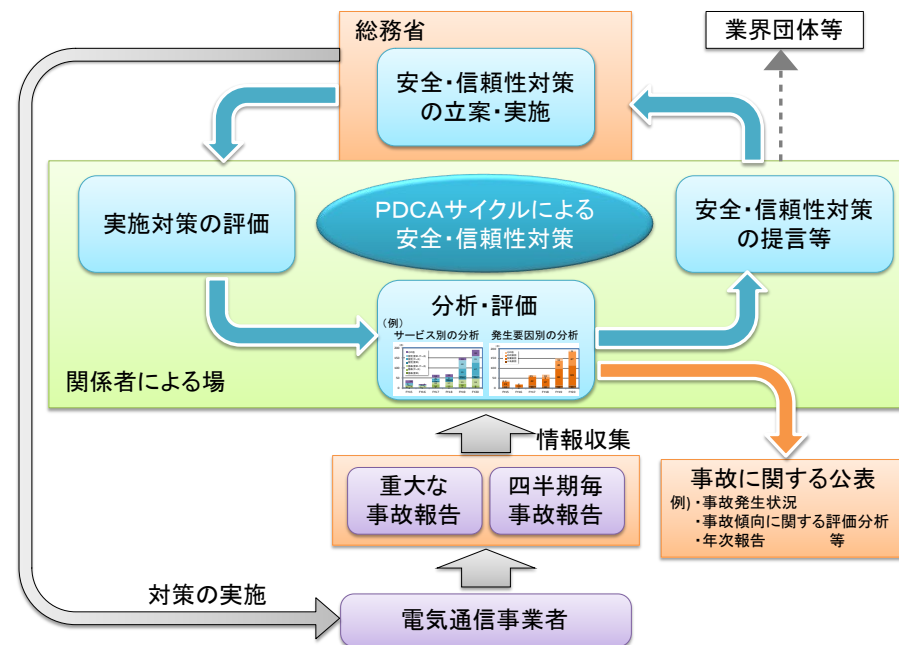 総務省
業界団体等
安全・信頼性対策
の立案・実施
実施対策の評価
PDCAサイクルによる
安全・信頼性対策
安全・信頼性対策
の提言等
分析・評価
（例）
サービス別の分析
発生要因別の分析
関係者による場
情報収集
重大な
事故報告
四半期毎
事故報告
事故に関する公表
例)・事故発生状況
・事故傾向に関する評価分析
・年次報告　　　　等
対策の実施
電気通信事業者